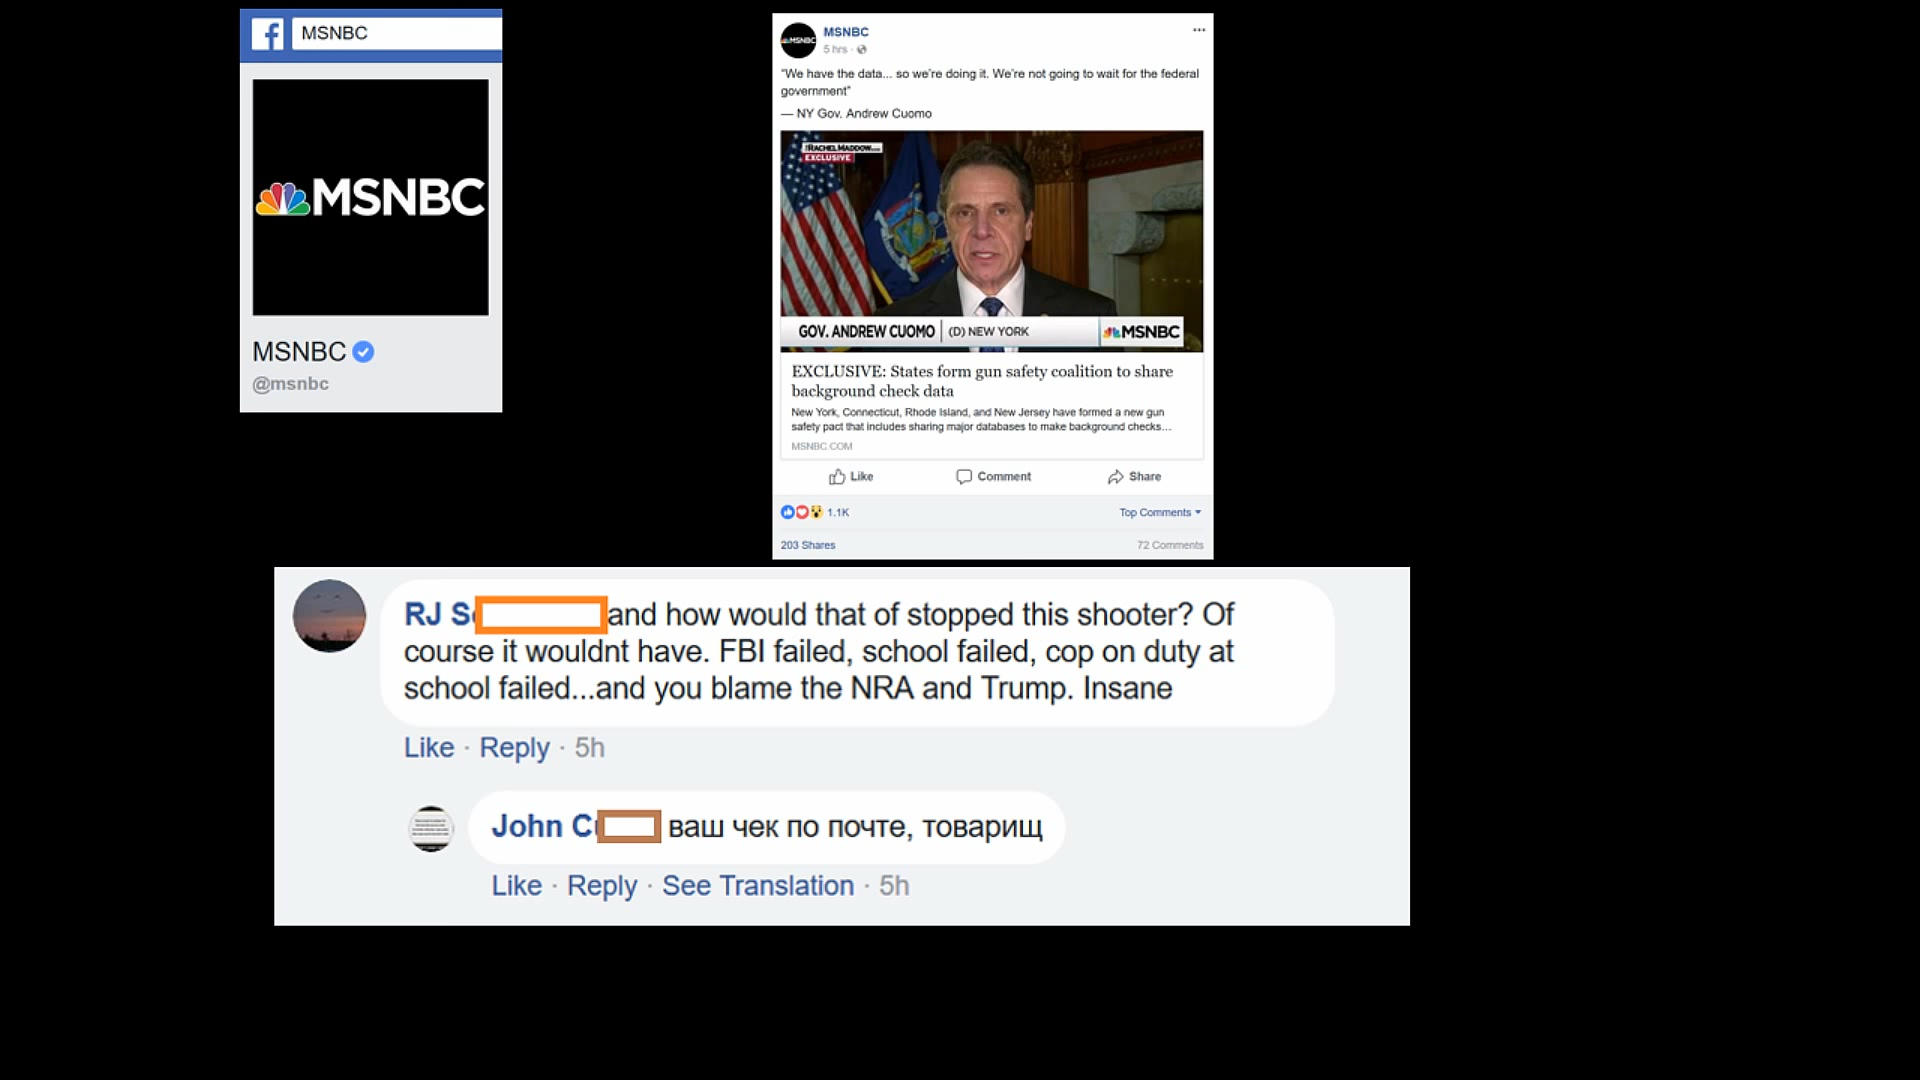 MSNBC
MSNBC
MSNBC
@msnbc
MSNBC
MSNBC
5 hrs ·
“We have the data... so we’re doing it. We’re not going to wait for the federal
government”
— NY Gov. Andrew Cuomo
RACHEL MADDOW
EXCLUSIVE
GOV. ANDREW CUOMO (D) NEW YORK MSNBC
EXCLUSIVE: States form gun safety coalition to share
background check data
New York, Connecticut, Rhode Island, and New Jersey have formed a new gun
safety pact that includes sharing major databases to make background checks...
MSNBC.COM
Like Comment Share
1.1K Top Comments
203 Shares 72 Comments
RJ S and how would that of stopped this shooter? Of
course it wouldnt have. FBI failed, school failed, cop on duty at
school failed...and you blame the NRA and Trump. Insane
Like · Reply · 5h
John C ваш чек по почте, товарищ
Like · Reply · See Translation · 5h